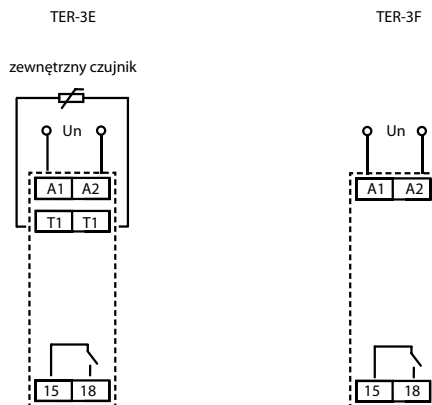 TER-3E
TER-3F
zewnętrzny czujnik
Un
Un
A1 A2
A1 A2
T1 T1
15 18
15 18